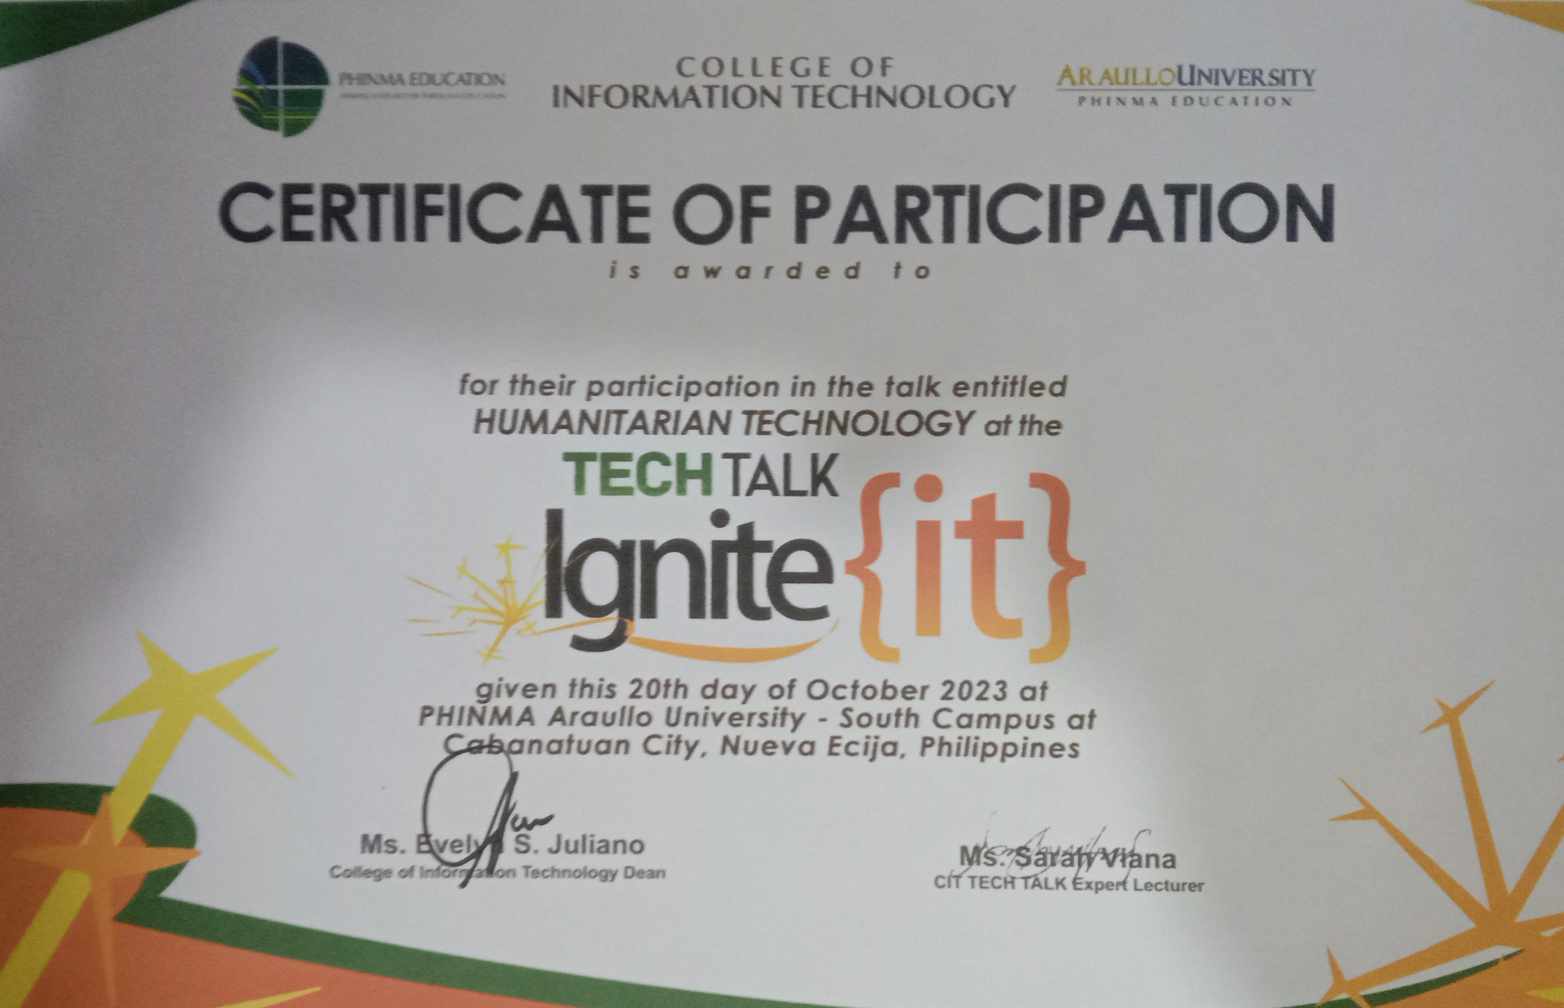 PHINMA EDUCATION
COLLEGE OF
INFORMATION TECHNOLOGY
ARAULLO UNIVERSITY
PHINMA EDUCATION
CERTIFICATE OF PARTICIPATION
is awarded to
for their participation in the talk entitled
HUMANITARIAN TECHNOLOGY at the
TECH TALK
Ignite {it}
given this 20th day of October 2023 at
PHINMA Araullo University - South Campus at
Cabanatuan City, Nueva Ecija, Philippines
Ms. Evelyn S. Juliano
College of Information Technology Dean
Ms. Sarah Viana
CIT TECH TALK Expert Lecturer